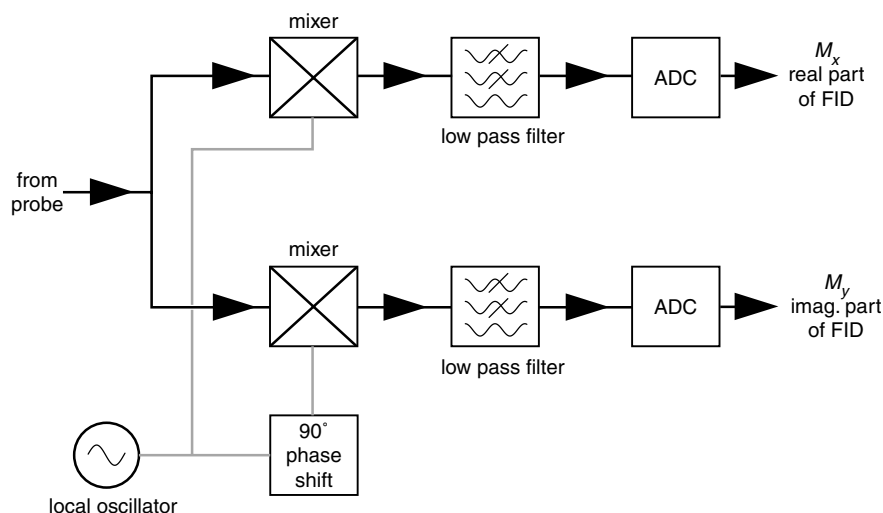 mixer
M_x
real part
of FID
ADC
low pass filter
from
probe
mixer
M_y
imag. part
of FID
ADC
low pass filter
90°
phase
shift
local oscillator